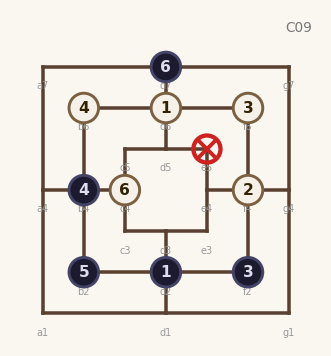 C09
6
a7 d7 g7
4 1 3
b6 d6 f6
c5 d5 e5
4 6 2
a4 b4 c4 e4 f4 g4
c3 d3 e3
5 1 3
b2 d2 f2
a1 d1 g1